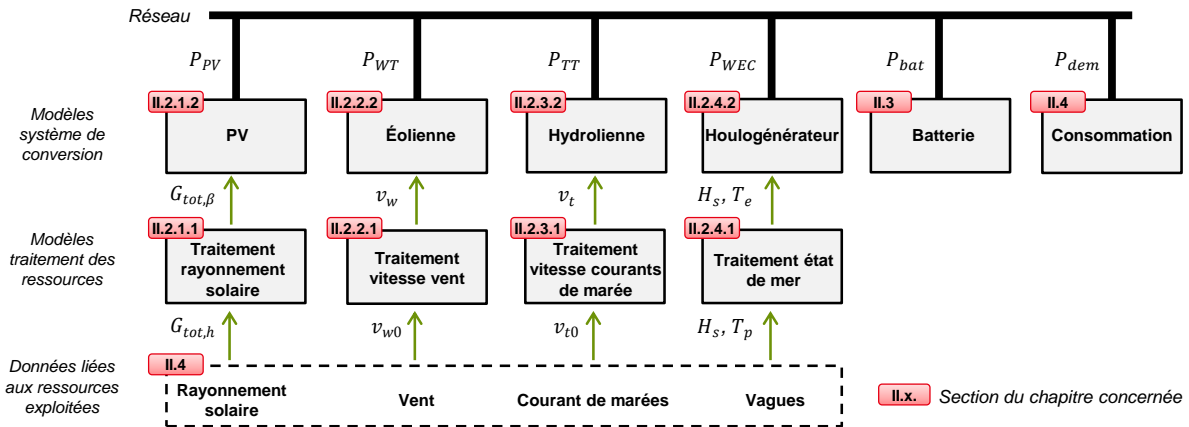 Réseau
P_PV
P_WT
P_TT
P_WEC
P_bat
P_dem
Modèles
système de
conversion
II.2.1.2
PV
II.2.2.2
Éolienne
II.2.3.2
Hydrolienne
II.2.4.2
Houlogénérateur
II.3
Batterie
II.4
Consommation
G_tot,β
v_w
v_t
H_s, T_e
Modèles
traitement des
ressources
II.2.1.1
Traitement
rayonnement
solaire
II.2.2.1
Traitement
vitesse vent
II.2.3.1
Traitement
vitesse courants
de marée
II.2.4.1
Traitement état
de mer
G_tot,h
v_w0
v_t0
H_s, T_p
Données liées
aux ressources
exploitées
II.4
Rayonnement
solaire
Vent
Courant de marées
Vagues
II.x.
Section du chapitre concernée